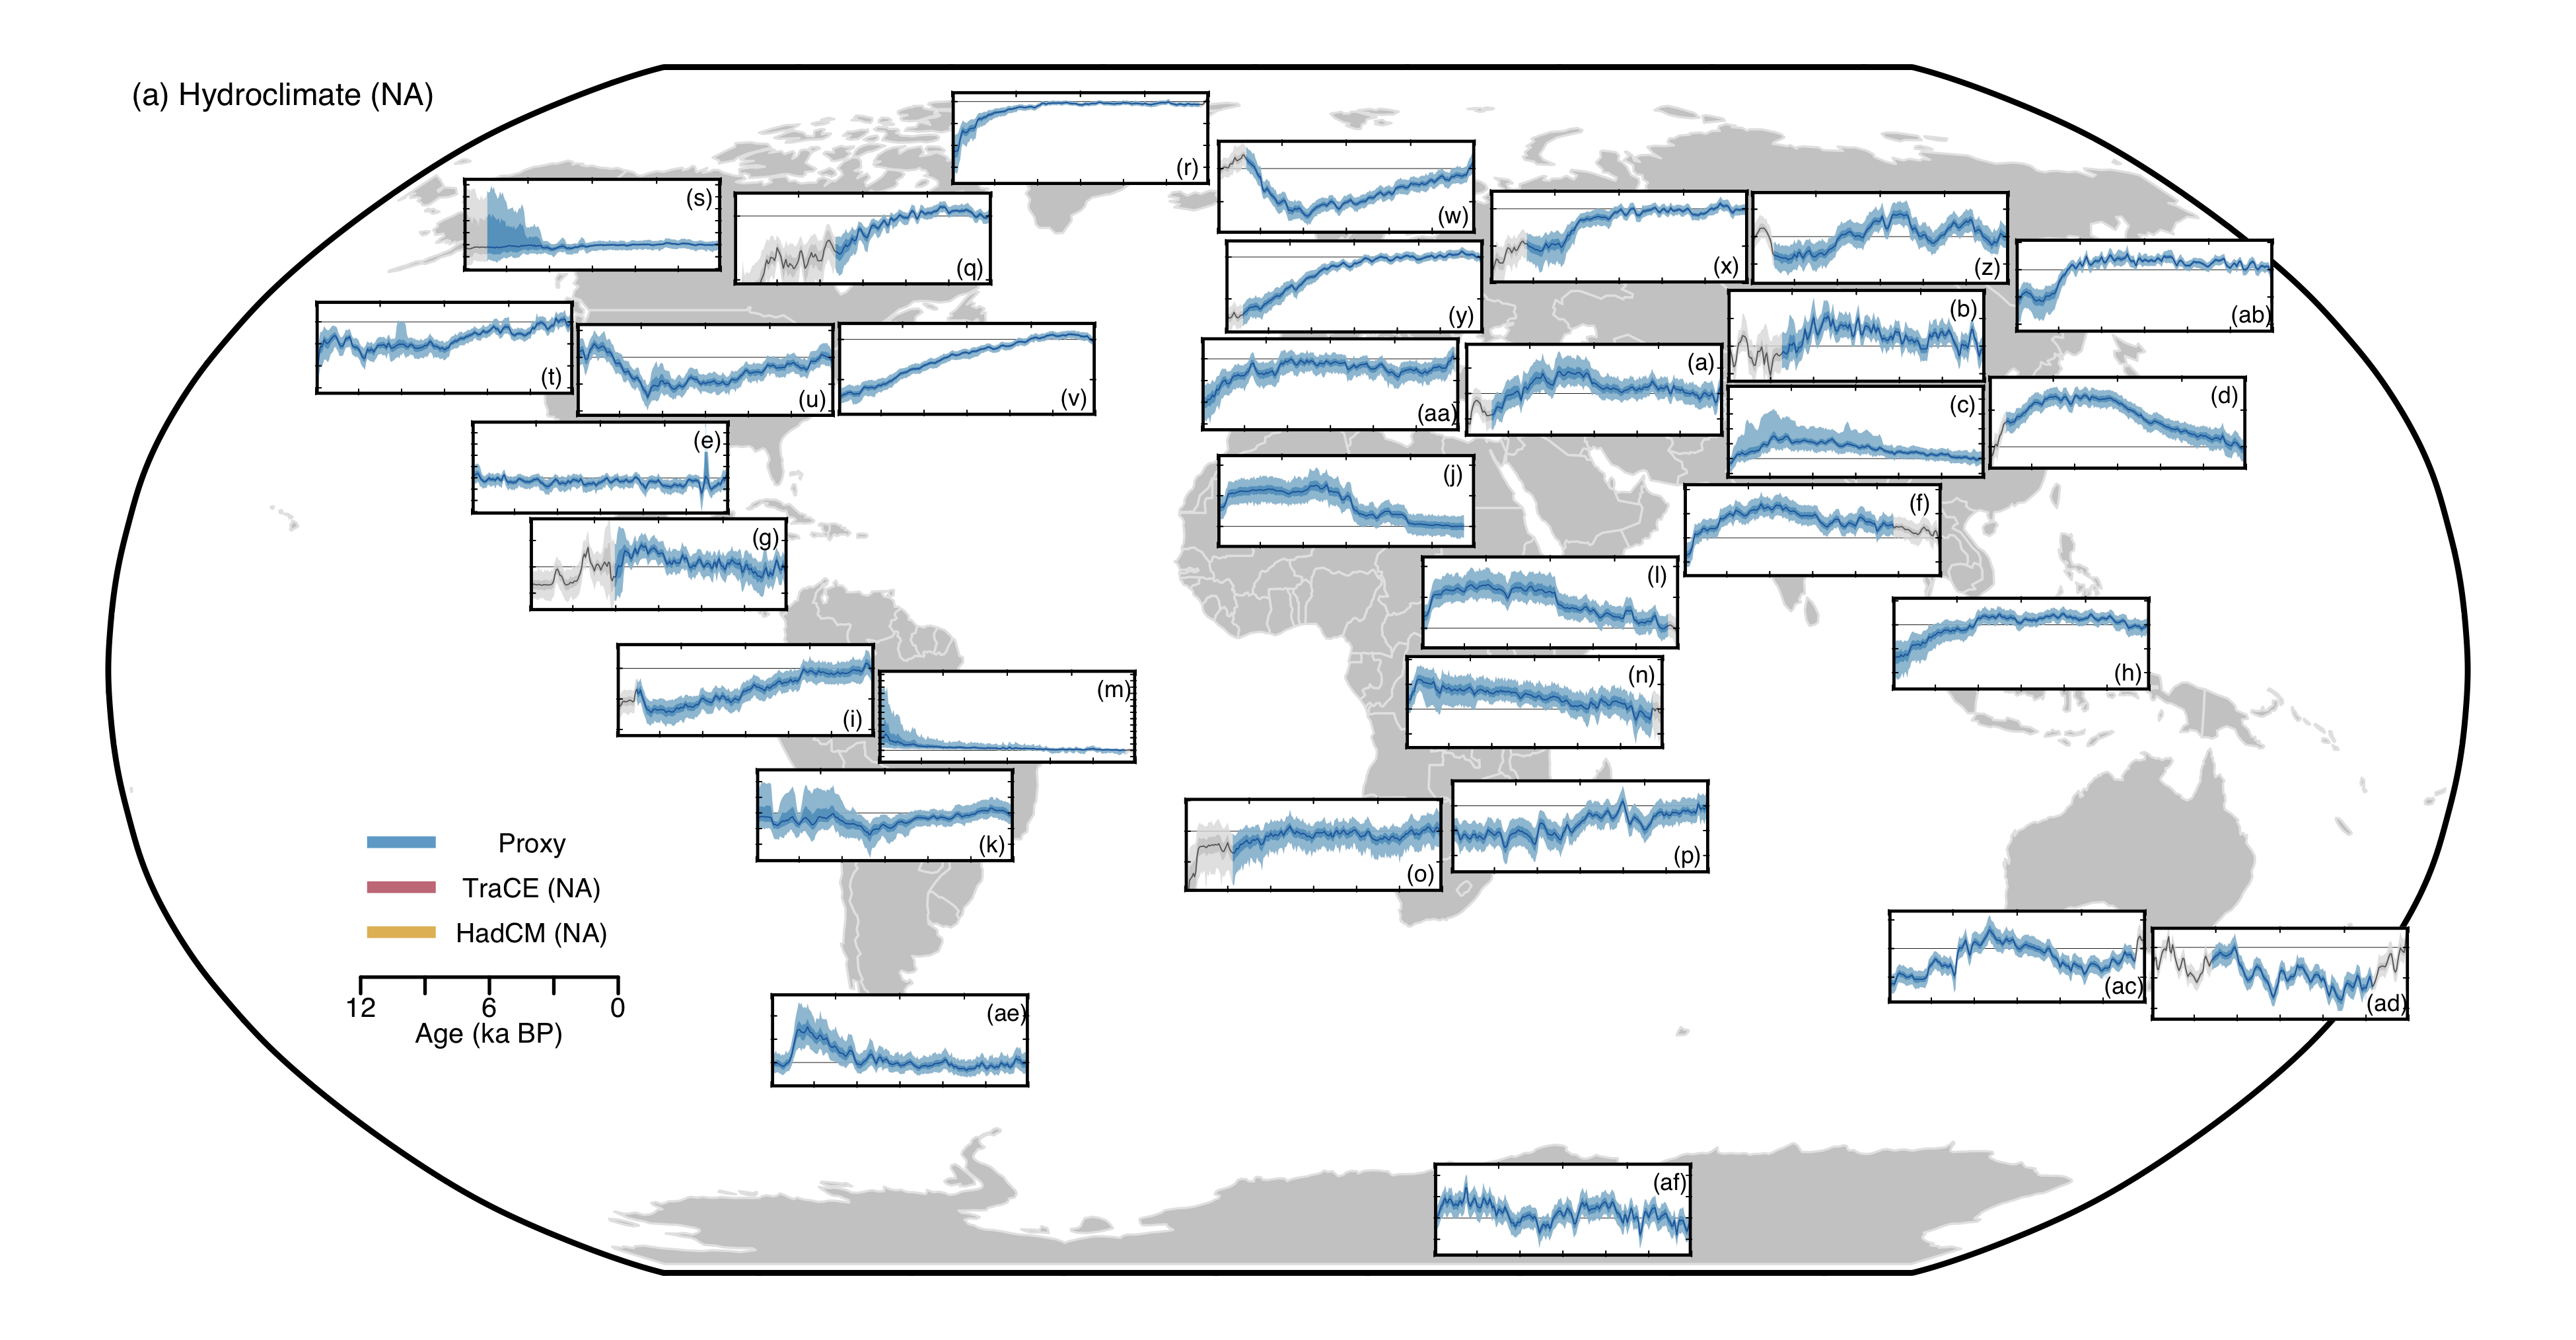 (a) Hydroclimate (NA)
(r)
(w)
(s)
(q)
(x)
(z)
(ab)
(y)
(b)
(t)
(u)
(v)
(aa)
(a)
(c)
(d)
(e)
(j)
(f)
(g)
(l)
(h)
(i)
(m)
(n)
(k)
(o)
(p)
Proxy
TraCE (NA)
HadCM (NA)
12 6 0
Age (ka BP)
(ac)
(ad)
(ae)
(af)